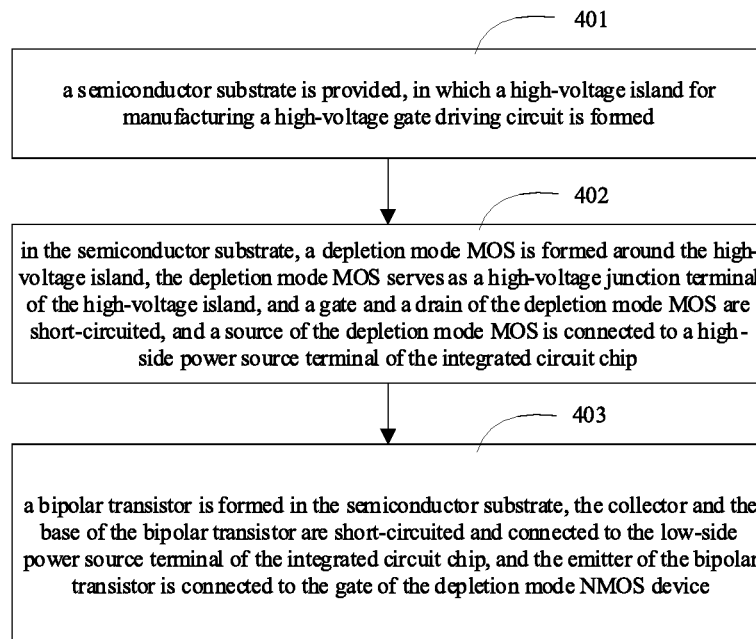 401
a semiconductor substrate is provided, in which a high-voltage island for
manufacturing a high-voltage gate driving circuit is formed
402
in the semiconductor substrate, a depletion mode MOS is formed around the high-
voltage island, the depletion mode MOS serves as a high-voltage junction terminal
of the high-voltage island, and a gate and a drain of the depletion mode MOS are
short-circuited, and a source of the depletion mode MOS is connected to a high-
side power source terminal of the integrated circuit chip
403
a bipolar transistor is formed in the semiconductor substrate, the collector and the
base of the bipolar transistor are short-circuited and connected to the low-side
power source terminal of the integrated circuit chip, and the emitter of the bipolar
transistor is connected to the gate of the depletion mode NMOS device